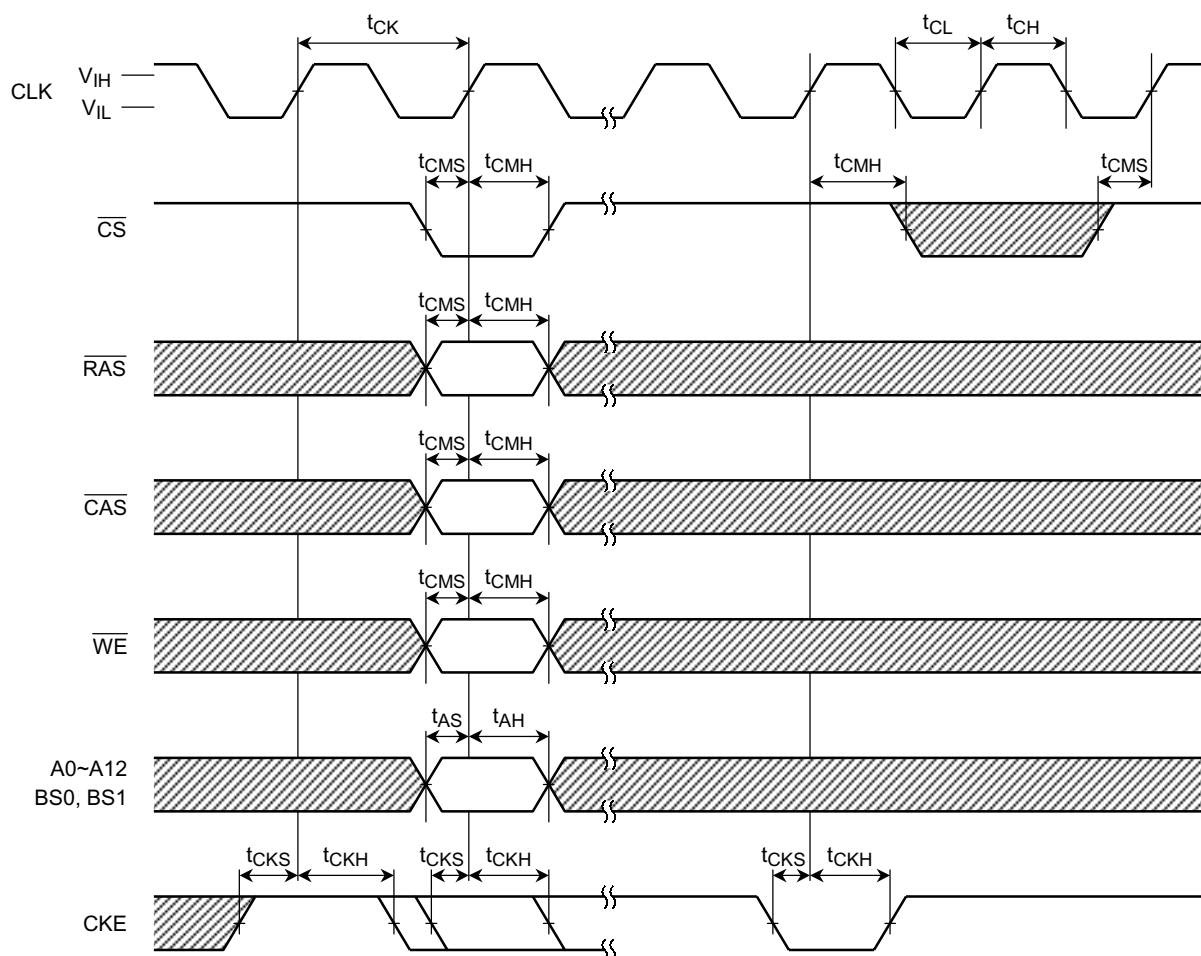 tCK
tCL tCH
CLK
VIH
VIL
tCMS tCMH
tCMH tCMS
CS
tCMS tCMH
RAS
tCMS tCMH
CAS
tCMS tCMH
WE
tAS tAH
A0~A12
BS0, BS1
tCKS tCKH tCKS tCKH tCKS tCKH
CKE